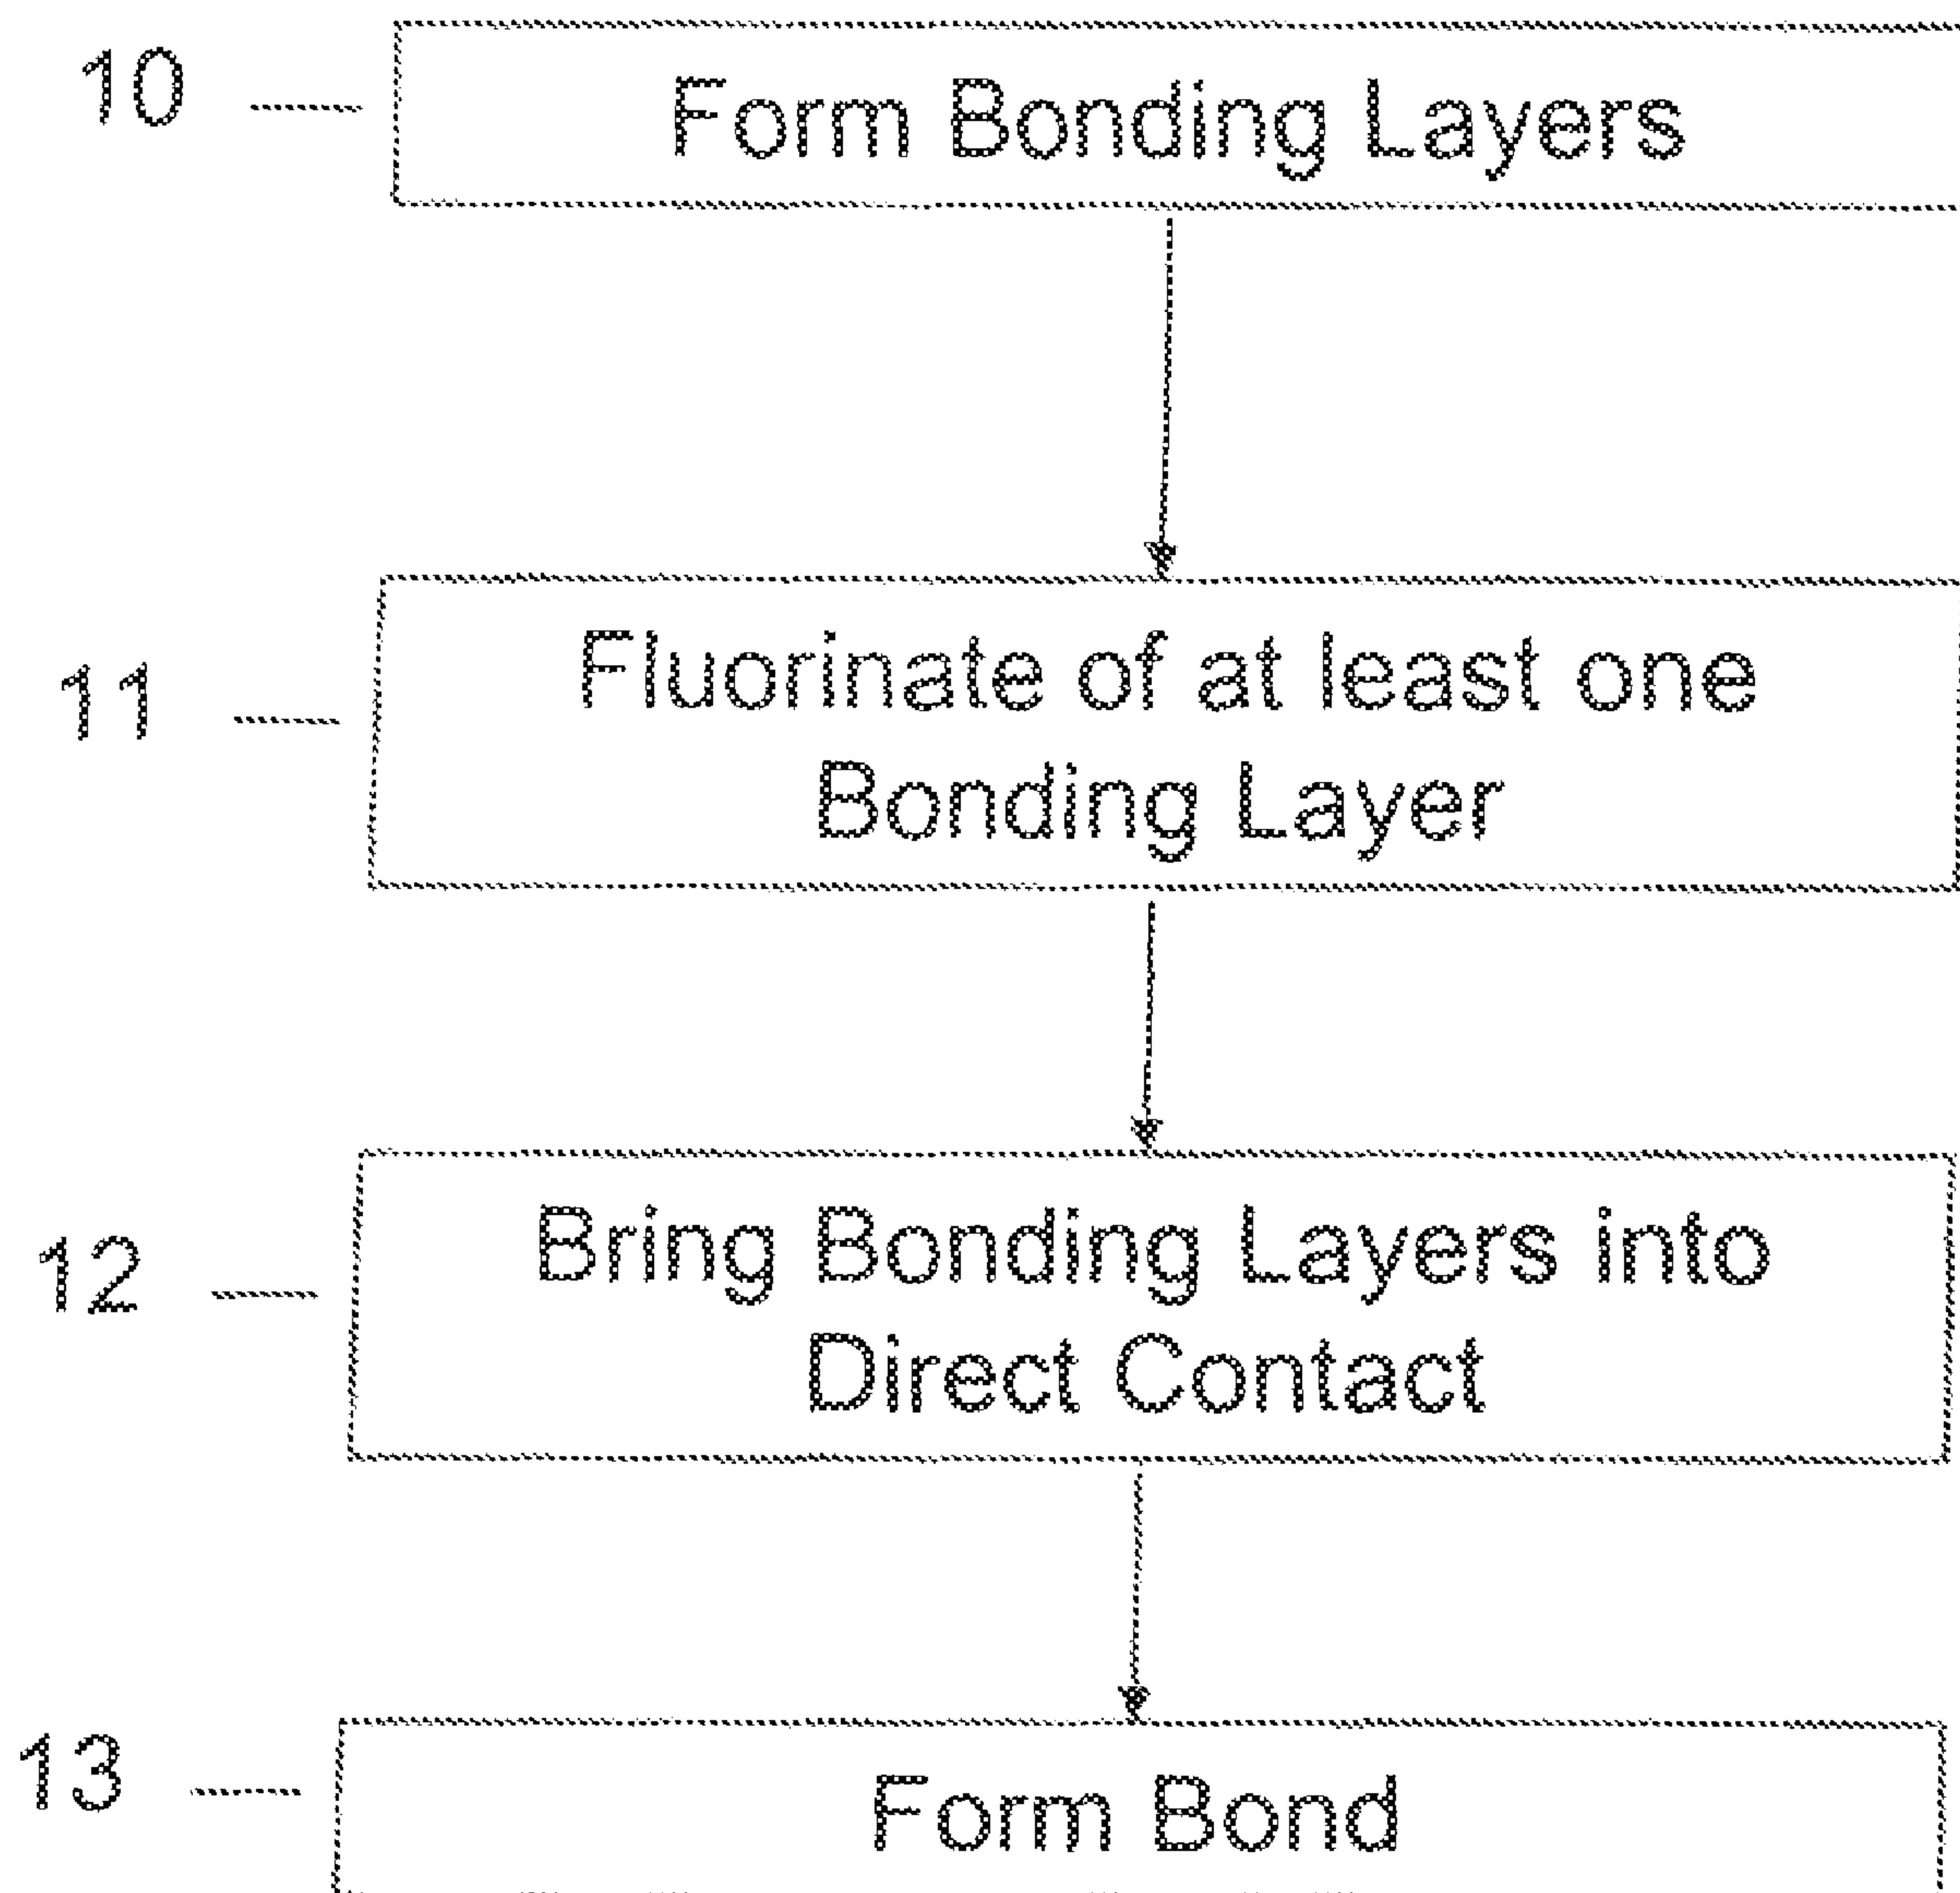 10
Form Bonding Layers
11
Fluorinate of at least one
Bonding Layer
12
Bring Bonding Layers into
Direct Contact
13
Form Bond